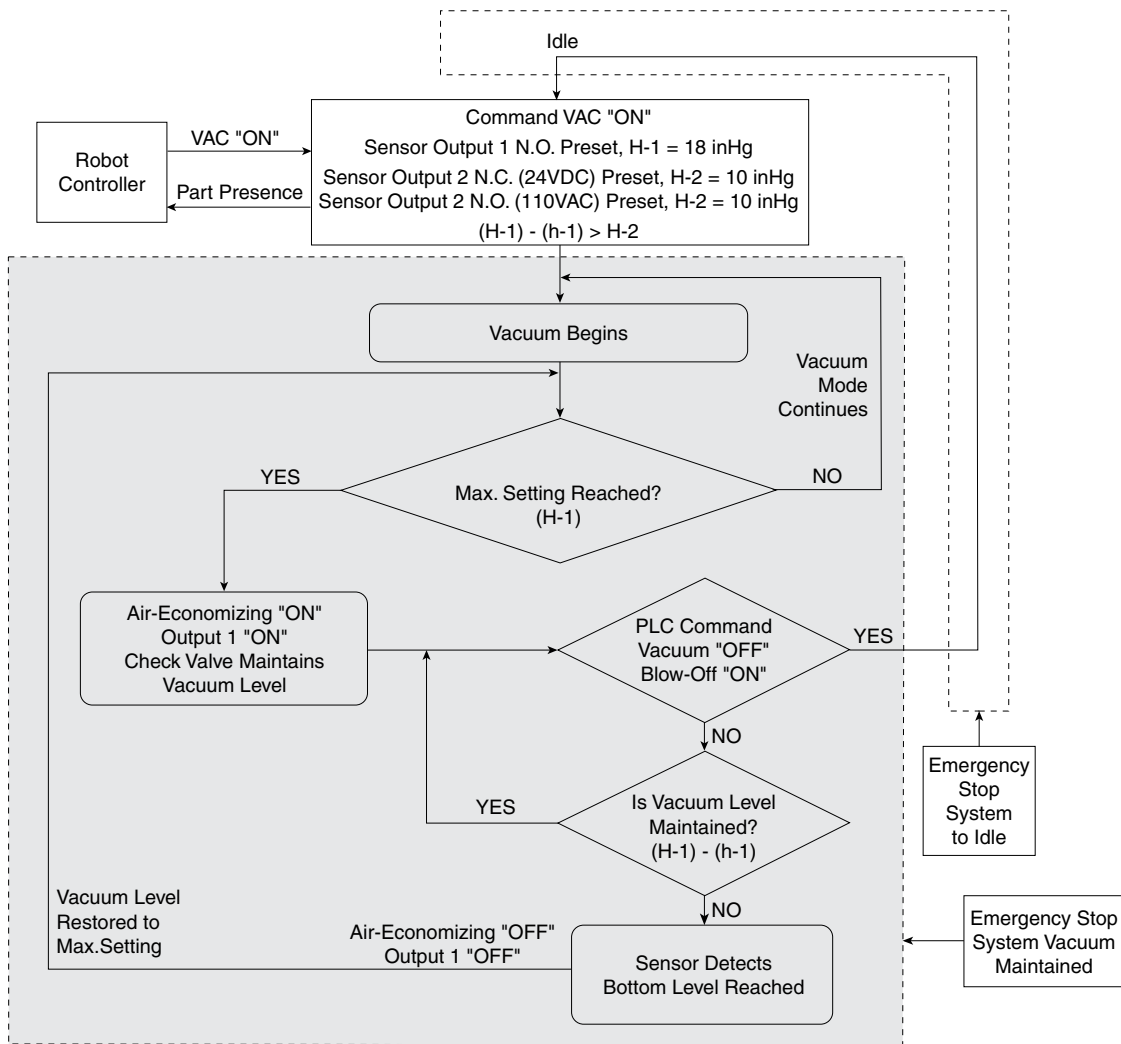 Idle
Command VAC "ON"
Sensor Output 1 N.O. Preset, H-1 = 18 inHg
Sensor Output 2 N.C. (24VDC) Preset, H-2 = 10 inHg
Sensor Output 2 N.O. (110VAC) Preset, H-2 = 10 inHg
(H-1) - (h-1) > H-2
Robot
Controller
VAC "ON"
Part Presence
Vacuum Begins
Vacuum
Mode
Continues
YES
Max. Setting Reached?
(H-1)
NO
Air-Economizing "ON"
Output 1 "ON"
Check Valve Maintains
Vacuum Level
PLC Command
Vacuum "OFF"
Blow-Off "ON"
YES
NO
YES
Is Vacuum Level
Maintained?
(H-1) - (h-1)
NO
Emergency
Stop
System
to Idle
Vacuum Level
Restored to
Max.Setting
Air-Economizing "OFF"
Output 1 "OFF"
Sensor Detects
Bottom Level Reached
Emergency Stop
System Vacuum
Maintained